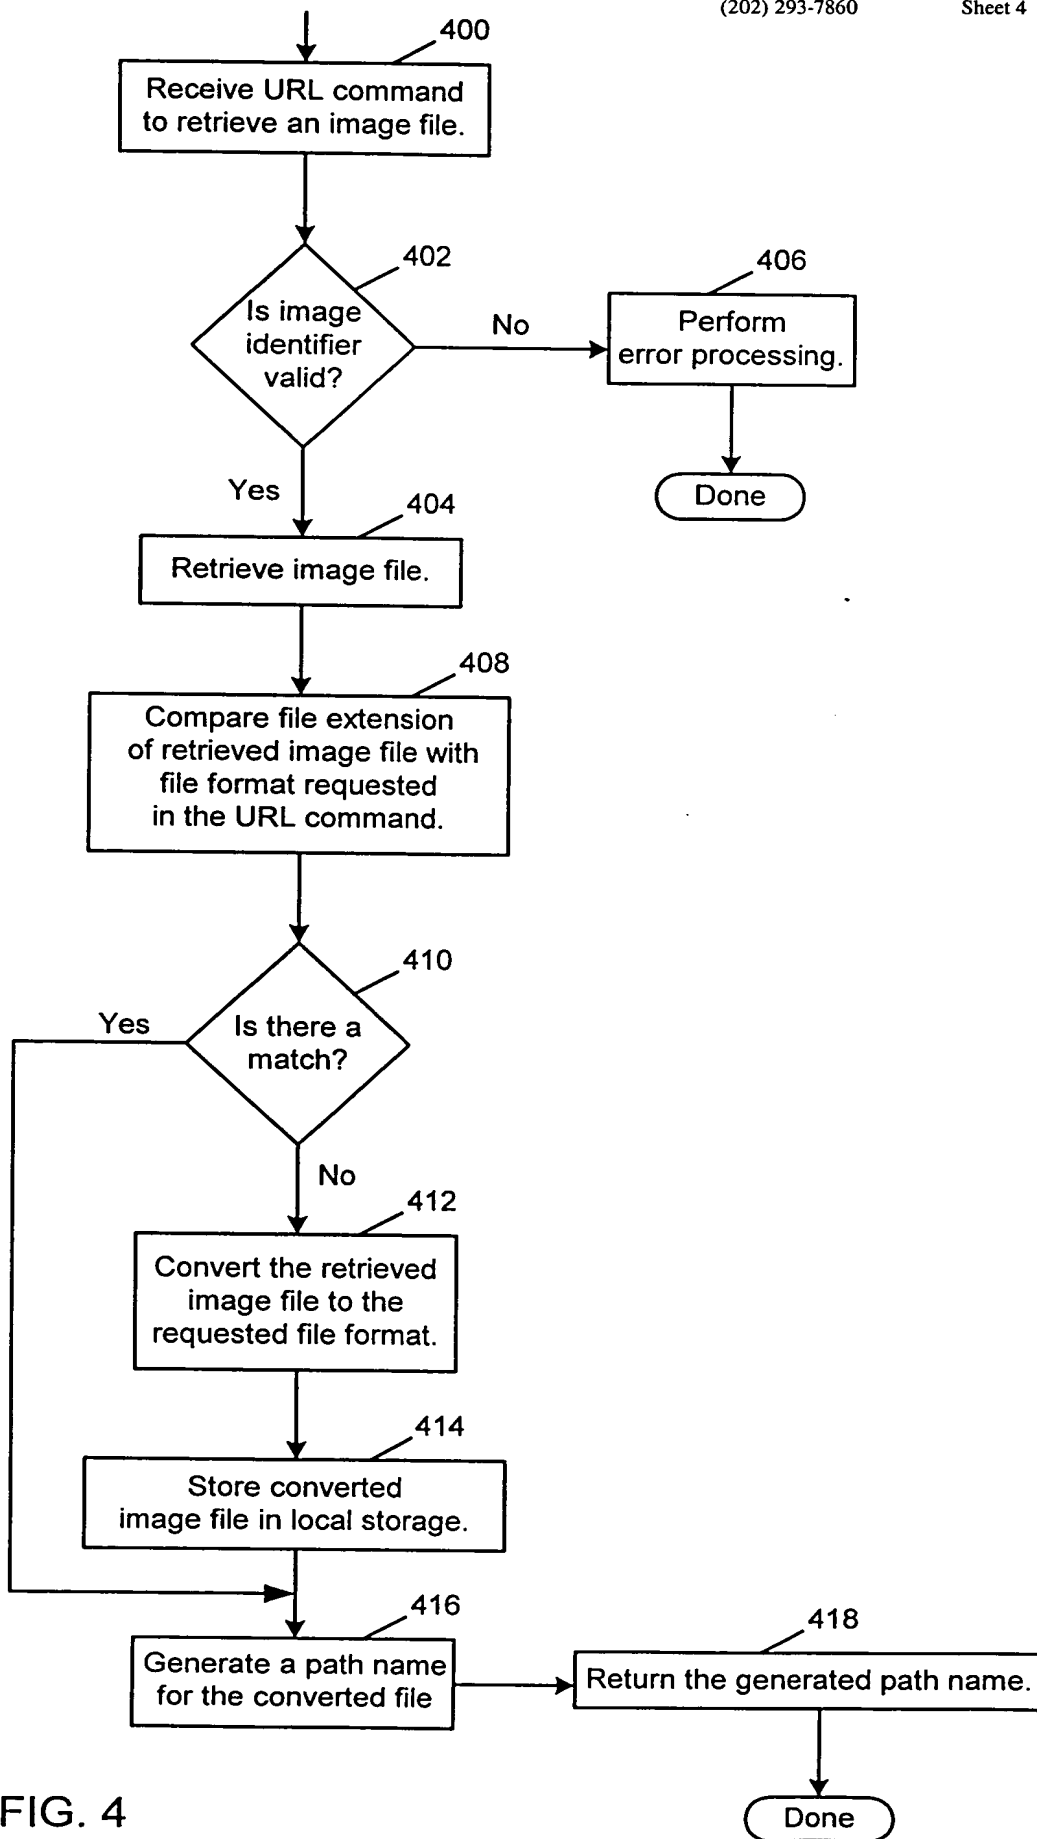 (202) 293-7860 Sheet 4
400
Receive URL command
to retrieve an image file.
402
Is image
identifier
valid?
No
406
Perform
error processing.
Done
Yes
404
Retrieve image file.
408
Compare file extension
of retrieved image file with
file format requested
in the URL command.
410
Is there a
match?
Yes
No
412
Convert the retrieved
image file to the
requested file format.
414
Store converted
image file in local storage.
416
Generate a path name
for the converted file
418
Return the generated path name.
Done
FIG. 4